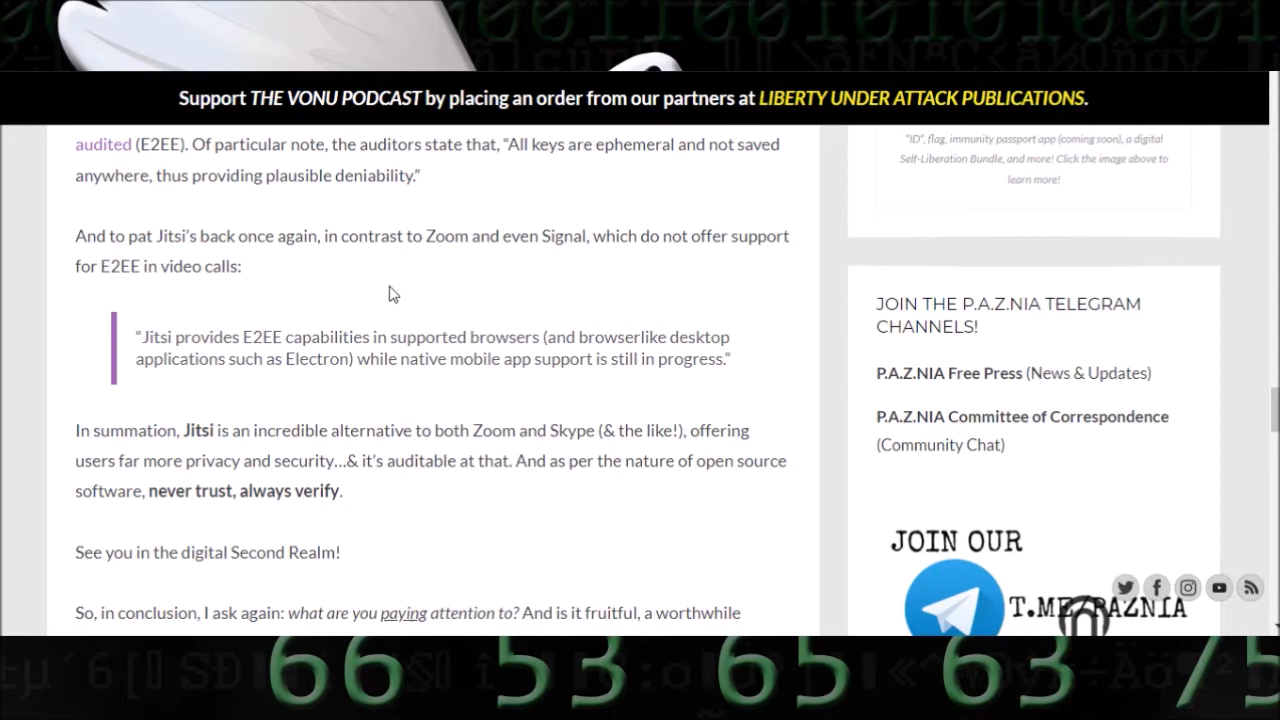 Support THE VONU PODCAST by placing an order from our partners at LIBERTY UNDER ATTACK PUBLICATIONS.
audited (E2EE). Of particular note, the auditors state that, “All keys are ephemeral and not saved
anywhere, thus providing plausible deniability.”
And to pat Jitsi’s back once again, in contrast to Zoom and even Signal, which do not offer support
for E2EE in video calls:
“Jitsi provides E2EE capabilities in supported browsers (and browserlike desktop
applications such as Electron) while native mobile app support is still in progress.”
In summation, Jitsi is an incredible alternative to both Zoom and Skype (& the like!), offering
users far more privacy and security…& it’s auditable at that. And as per the nature of open source
software, never trust, always verify.
See you in the digital Second Realm!
So, in conclusion, I ask again: what are you paying attention to? And is it fruitful, a worthwhile
“ID”, flag, immunity passport app (coming soon), a digital
Self-Liberation Bundle, and more! Click the image above to
learn more!
JOIN THE P.A.Z.NIA TELEGRAM
CHANNELS!
P.A.Z.NIA Free Press (News & Updates)
P.A.Z.NIA Committee of Correspondence
(Community Chat)
JOIN OUR
T.ME/PAZNIA
66 53 65 63 75